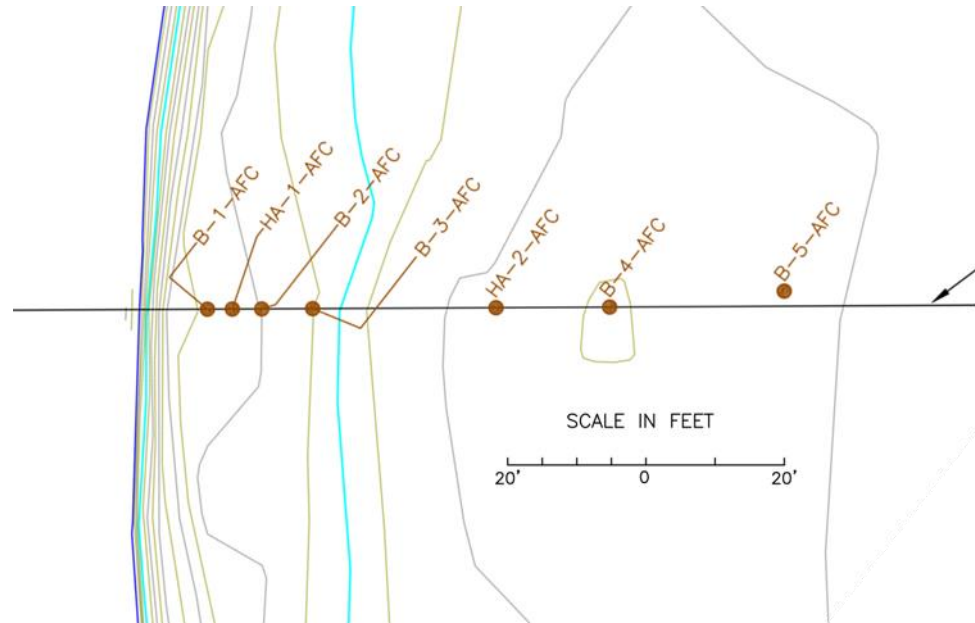 B-1-AFC
HA-1-AFC
B-2-AFC
B-3-AFC
HA-2-AFC
B-4-AFC
B-5-AFC
SCALE IN FEET
20' 0 20'